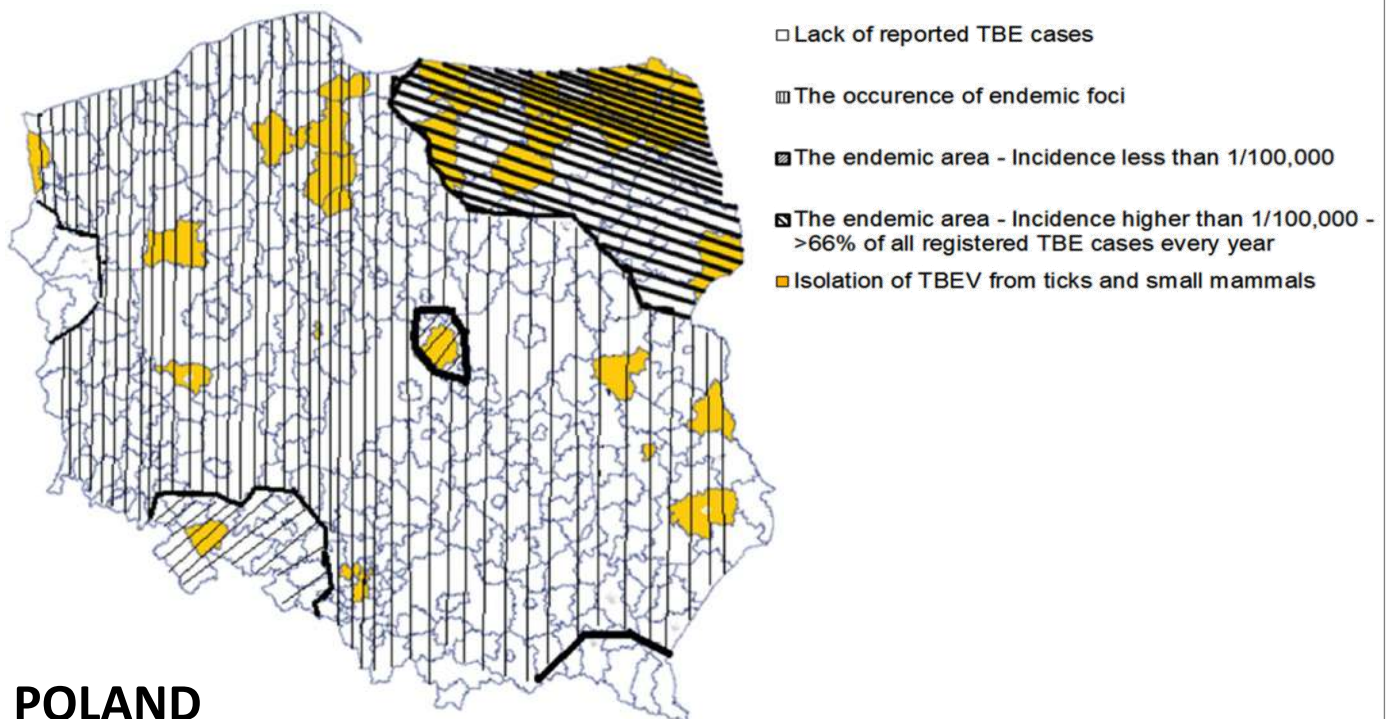 Lack of reported TBE cases
The occurence of endemic foci
The endemic area - Incidence less than 1/100,000
The endemic area - Incidence higher than 1/100,000 -
>66% of all registered TBE cases every year
Isolation of TBEV from ticks and small mammals
POLAND